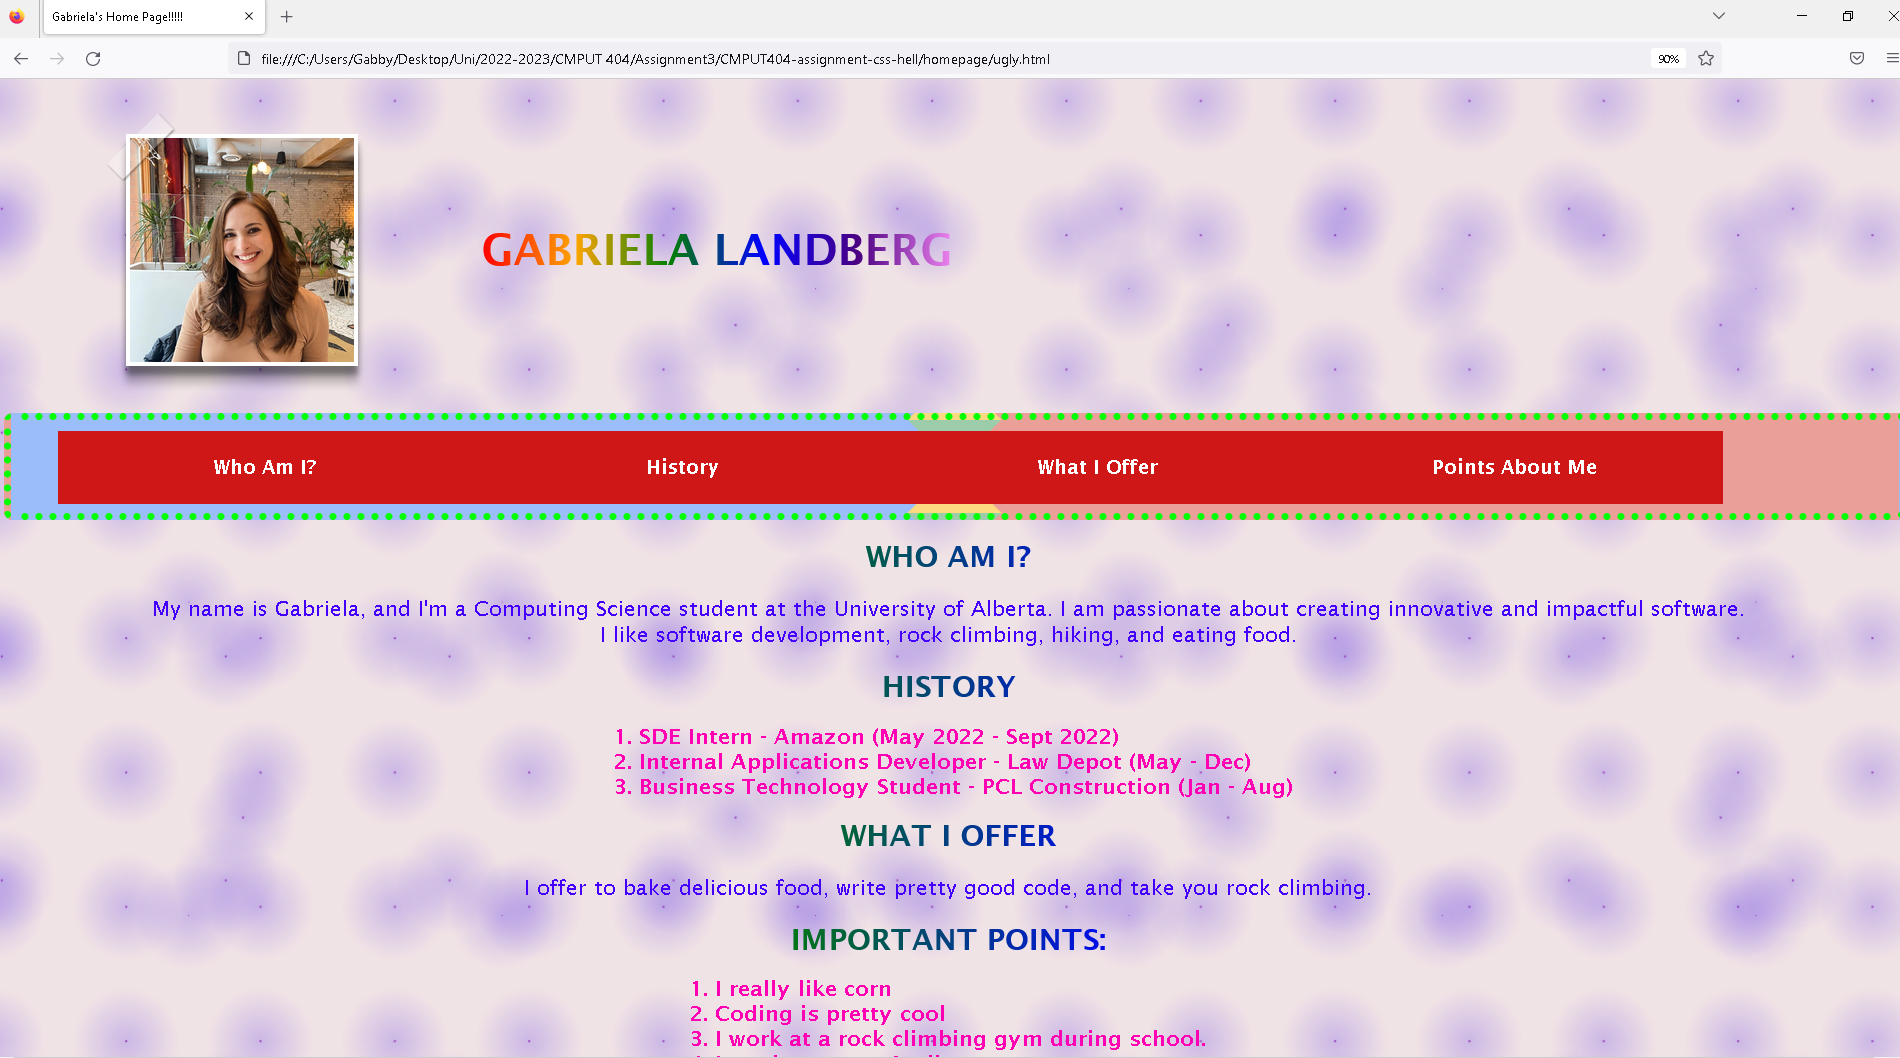 Gabriela's Home Page!!!!!
file:///C:/Users/Gabby/Desktop/Uni/2022-2023/CMPUT 404/Assignment3/CMPUT404-assignment-css-hell/homepage/ugly.html
90%
GABRIELA LANDBERG
Who Am I? History What I Offer Points About Me
WHO AM I?
My name is Gabriela, and I'm a Computing Science student at the University of Alberta. I am passionate about creating innovative and impactful software.
I like software development, rock climbing, hiking, and eating food.
HISTORY
1. SDE Intern - Amazon (May 2022 - Sept 2022)
2. Internal Applications Developer - Law Depot (May - Dec)
3. Business Technology Student - PCL Construction (Jan - Aug)
WHAT I OFFER
I offer to bake delicious food, write pretty good code, and take you rock climbing.
IMPORTANT POINTS:
1. I really like corn
2. Coding is pretty cool
3. I work at a rock climbing gym during school.